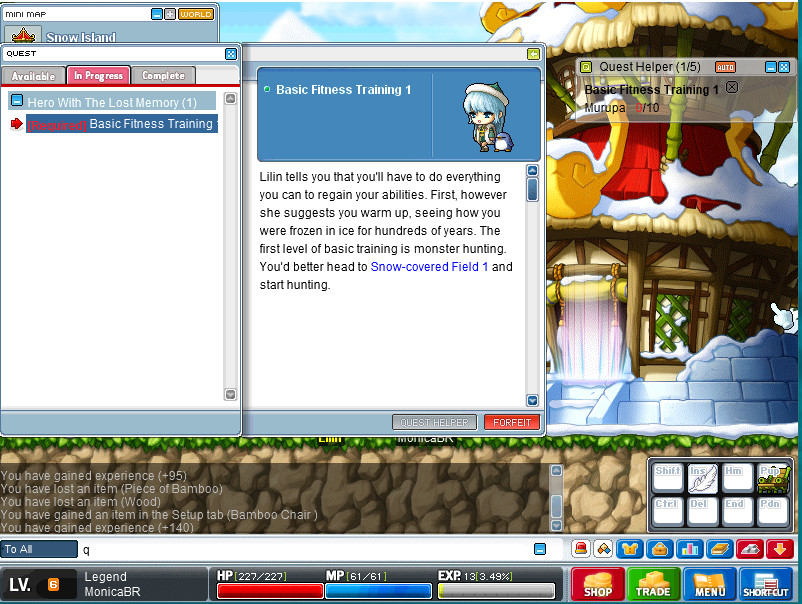 MINI MAP
WORLD
Snow Island
QUEST
Available
In Progress
Complete
Hero With The Lost Memory (1)
Basic Fitness Training
Basic Fitness Training 1
Lilin tells you that you'll have to do everything
you can to regain your abilities. First, however
she suggests you warm up, seeing how you
were frozen in ice for hundreds of years. The
first level of basic training is monster hunting.
You'd better head to Snow-covered Field 1 and
start hunting.
QUEST HELPER
FORFEIT
Quest Helper (1/5)
AUTO
Basic Fitness Training 1
Murupa 0/10
Lilin
MonicaBR
You have gained experience (+95)
You have lost an item (Piece of Bamboo)
You have lost an item (Wood)
You have gained an item in the Setup tab (Bamboo Chair )
You have gained experience (+140)
Shift
Ins
Hm
Pup
Ctrl
Del
End
Pdn
To All
q
LV. 6
Legend
MonicaBR
HP[227/227]
MP[61/61]
EXP. 13[3.49%]
SHOP
TRADE
MENU
SHORTCUT